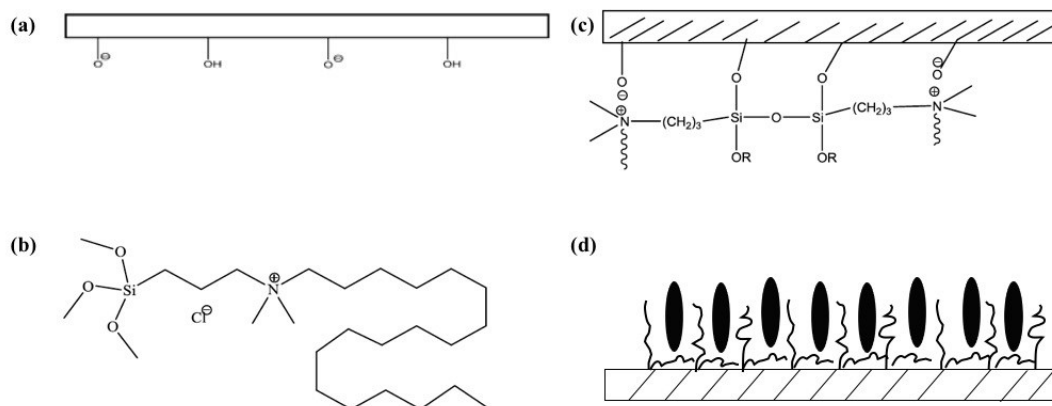 (a)
O⊖ OH O⊖ OH
(b)
O
O Si
O
Cl⊖
N⊕
(c)
O O O O⊖
⊖
⊕ ⊕
N (CH₂)₃ Si O Si (CH₂)₃ N
OR OR
(d)